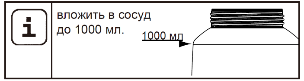 i
вложить в сосуд
до 1000 мл.
1000 мл